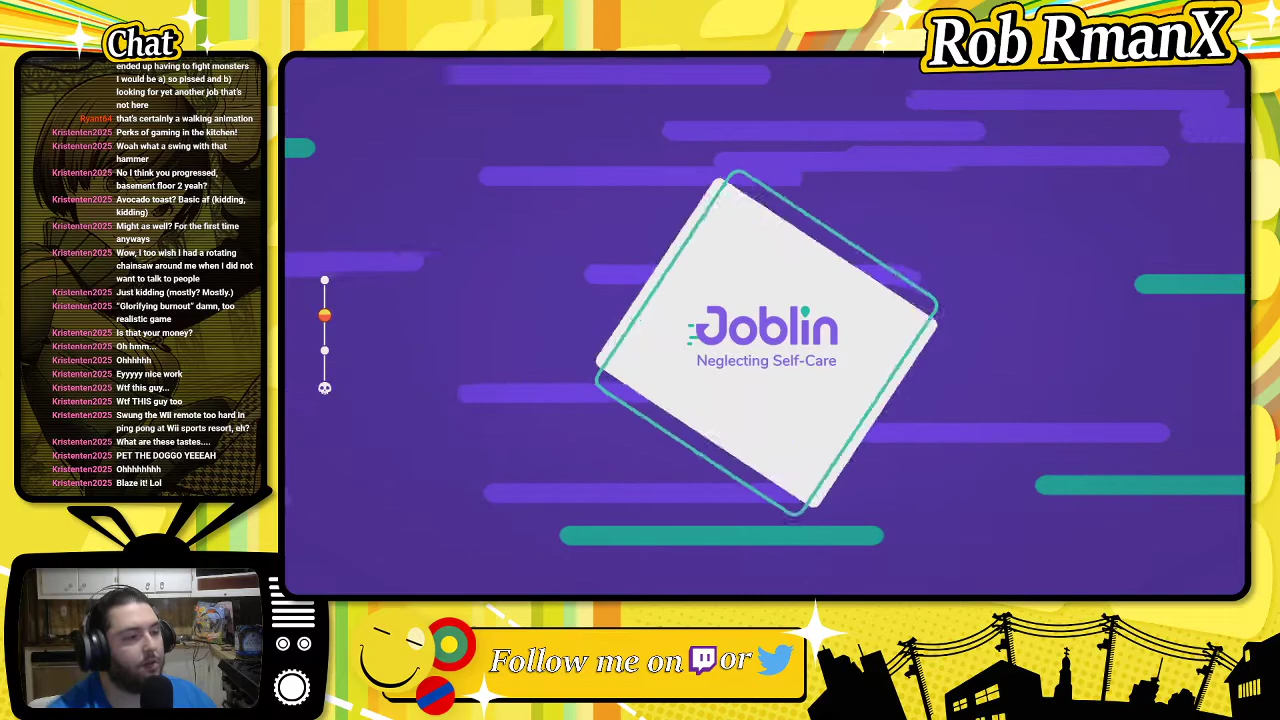 Chat
Rob RmanX
ended up having to fight monsters
I would be a) so pissed and b)
looking for yet another job that's
not here
Ryant64 that's certainly a walking animation
Kristenten2025 Perks of gaming in the kitchen!
Kristenten2025 Woah what a swing with that
hammer
Kristenten2025 No I think you progressed,
basement floor 2 yeah?
Kristenten2025 Avocado toast? Basic af (kidding,
kidding)
Kristenten2025 Might as well? For the first time
anyways
Kristenten2025 Wow, I too wish I had a rotating
chainsaw around me when I did not
want to talk to people
Kristenten2025 Just kidding (mostly? Mostly.)
Kristenten2025 "Glorifying burnout" damn, too
realistic game
Kristenten2025 Is that your money?
Kristenten2025 Oh hmm...
Kristenten2025 Ohhhhhh
Kristenten2025 Eyyyy nice work
Kristenten2025 Wtf this guy...
Kristenten2025 Wtf THIS guy too
Kristenten2025 Swung the Wii remote too hard in
ping pong at Wii sports resort, eh?
Kristenten2025 What are these tastes....
Kristenten2025 PET THE DOGGO YEEEAH
Kristenten2025 Ohhhhhhhh
Kristenten2025 Blaze it! Lol
Joblin
Neglecting Self-Care
Follow me on or